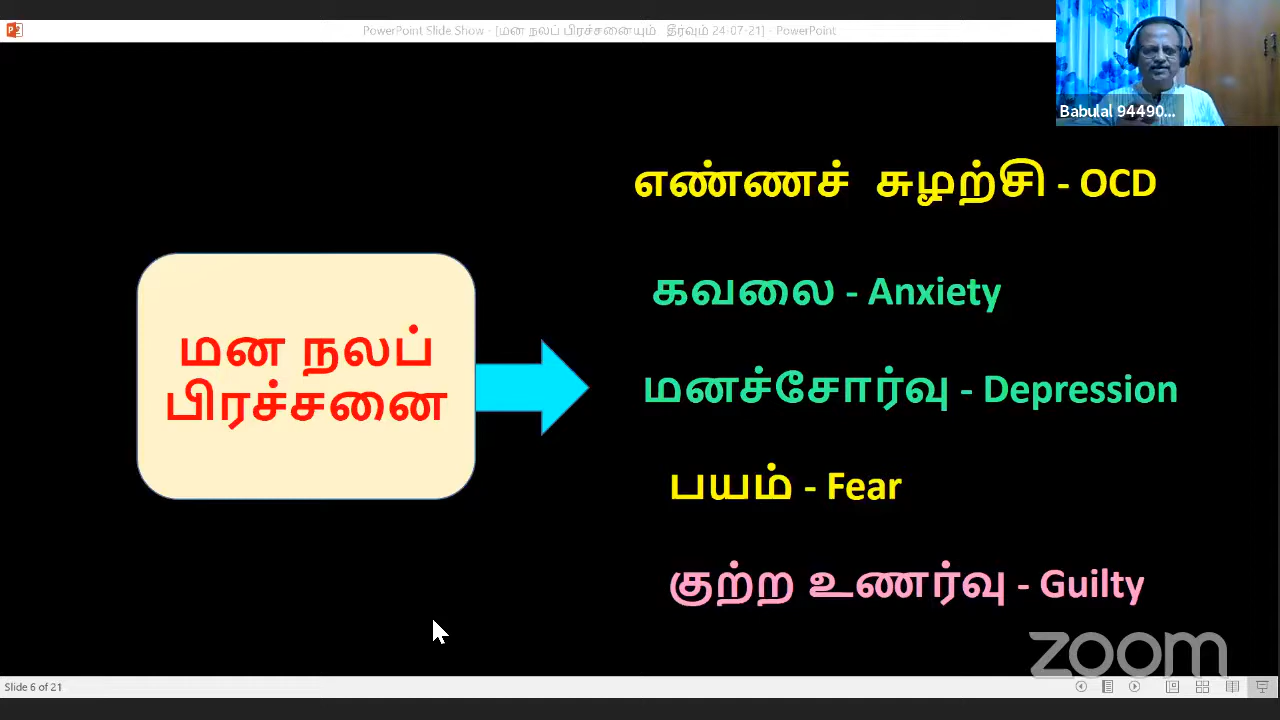 PowerPoint Slide Show - [மன நலப் பிரச்சனையும் தீர்வும் 24-07-21] - PowerPoint
Babulal 94490...
எண்ணச் சுழற்சி - OCD
கவலை - Anxiety
மன நலப்
பிரச்சனை
மனச்சோர்வு - Depression
பயம் - Fear
குற்ற உணர்வு - Guilty
zoom
Slide 6 of 21